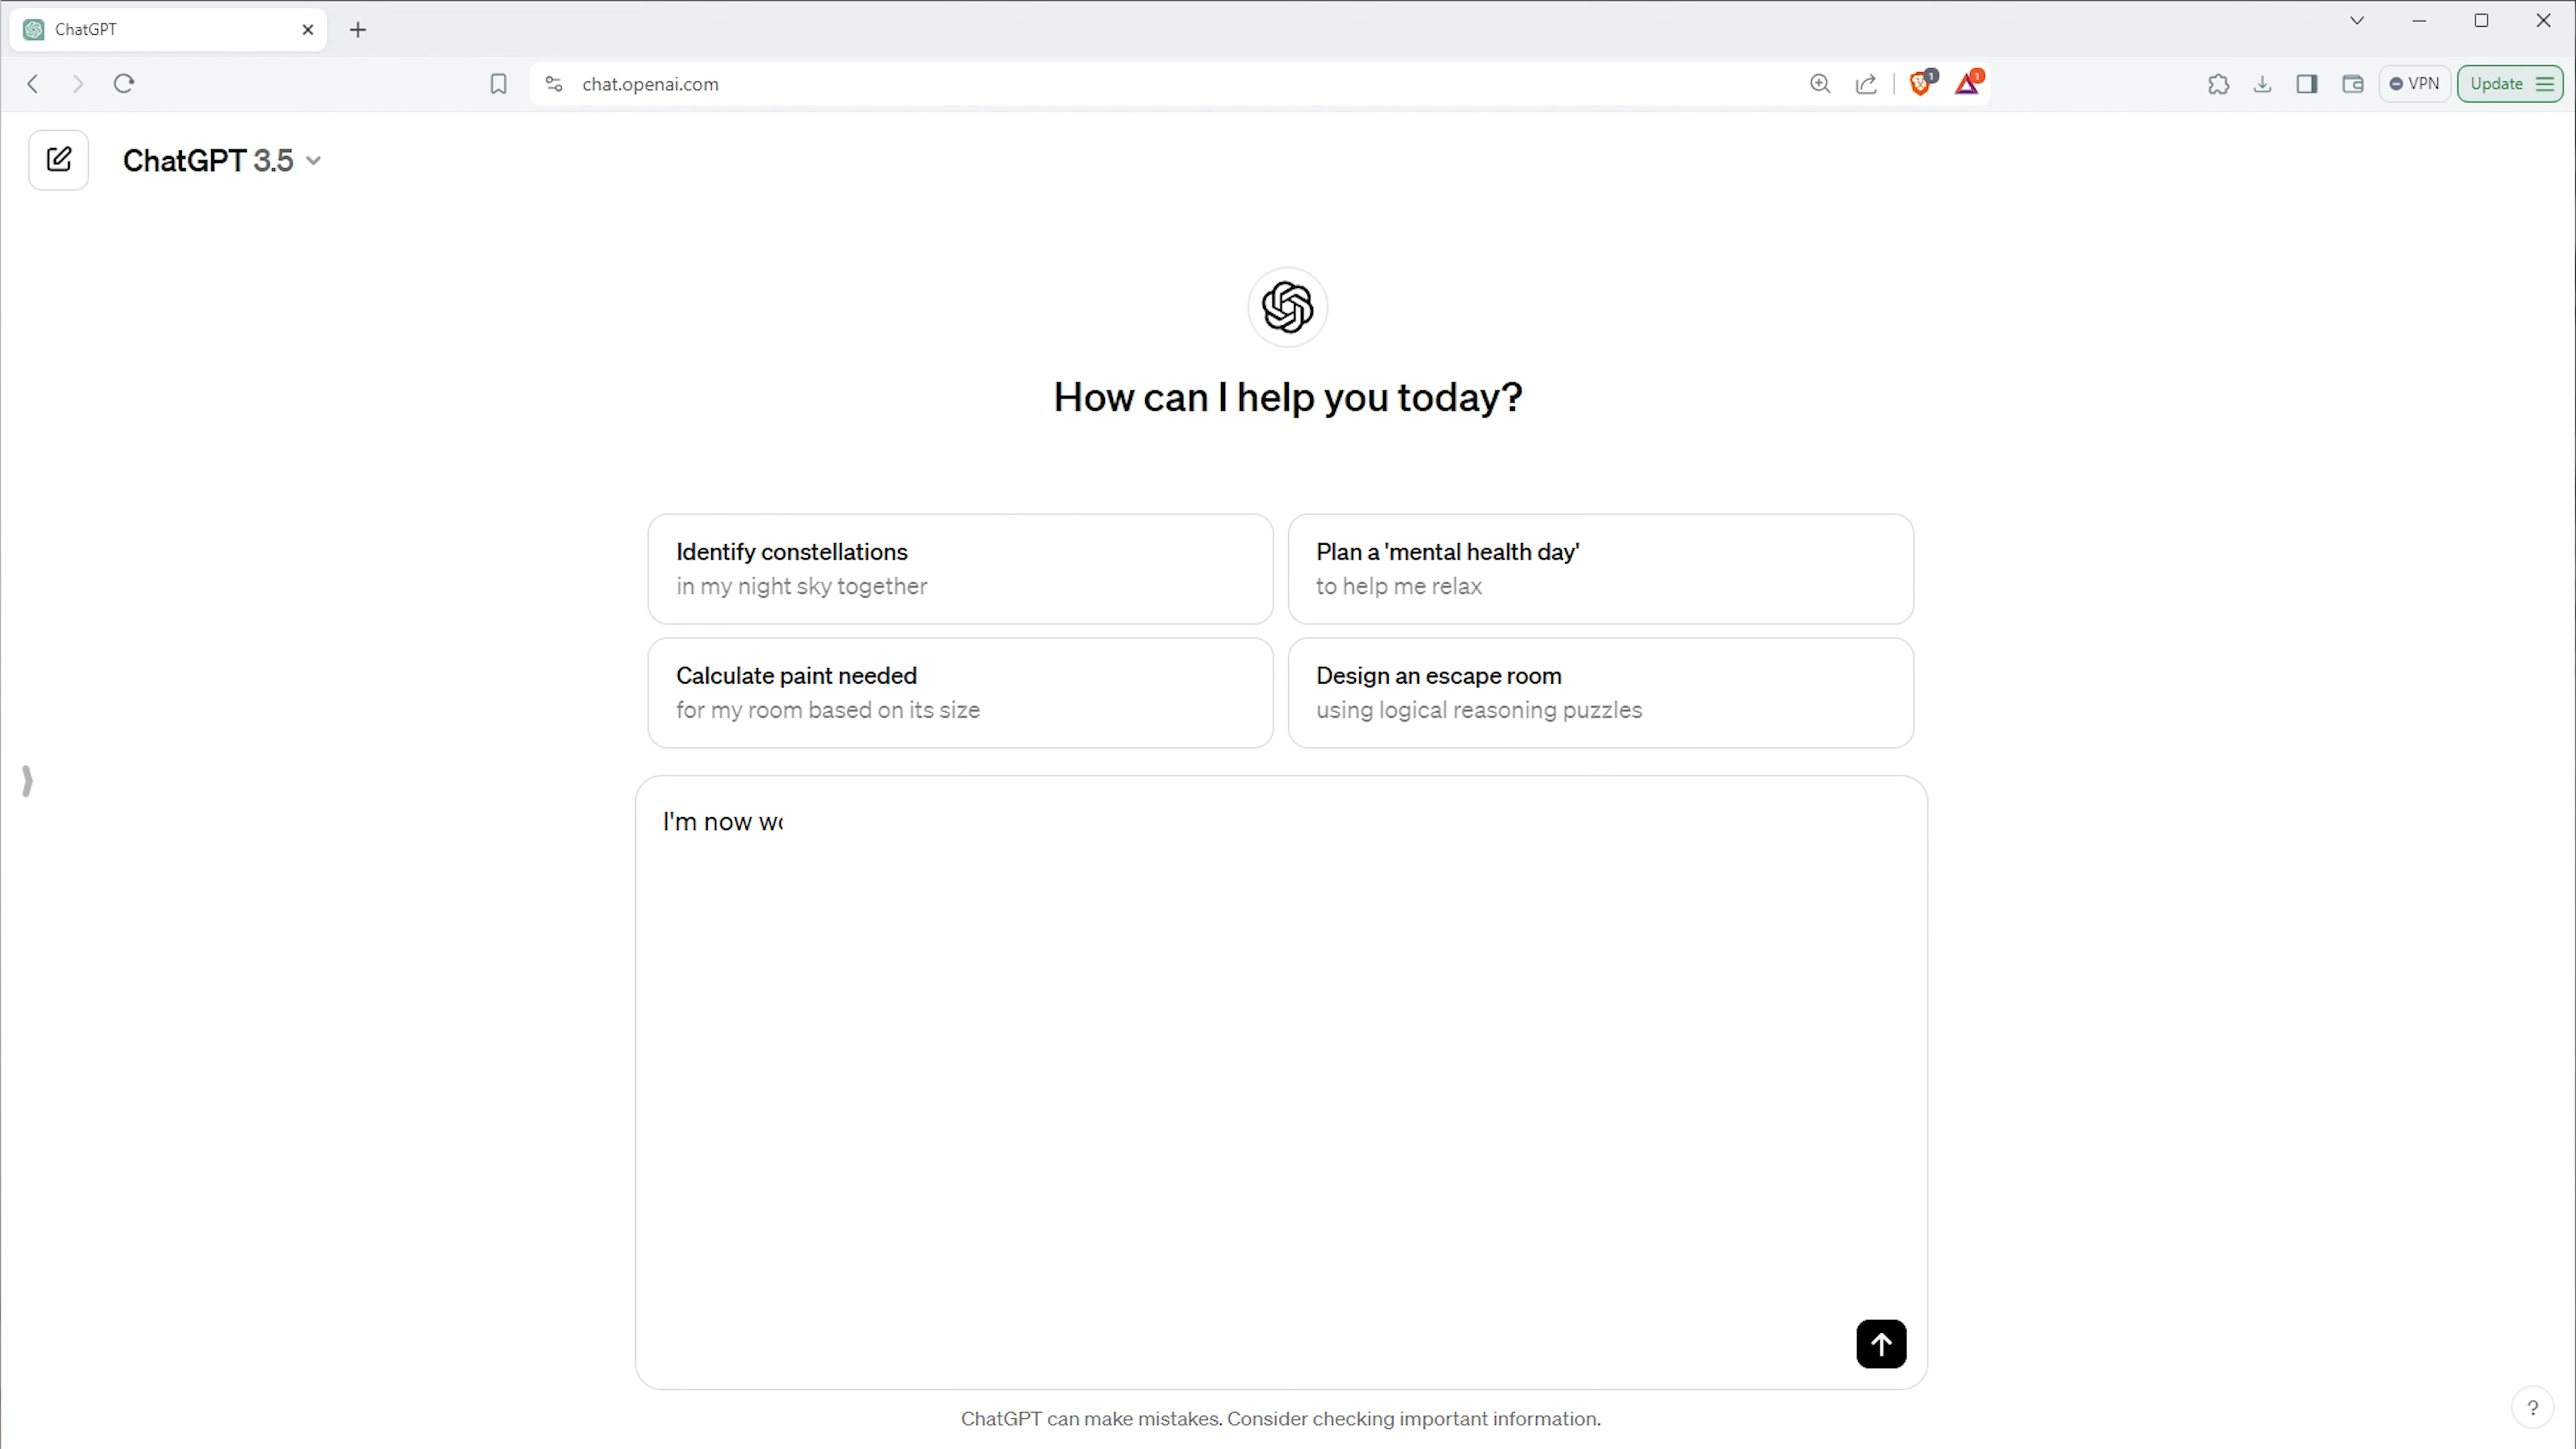 ChatGPT
chat.openai.com
1
1
VPN
Update
ChatGPT 3.5
How can I help you today?
Identify constellations
in my night sky together
Plan a 'mental health day'
to help me relax
Calculate paint needed
for my room based on its size
Design an escape room
using logical reasoning puzzles
I'm now
ChatGPT can make mistakes. Consider checking important information.
?